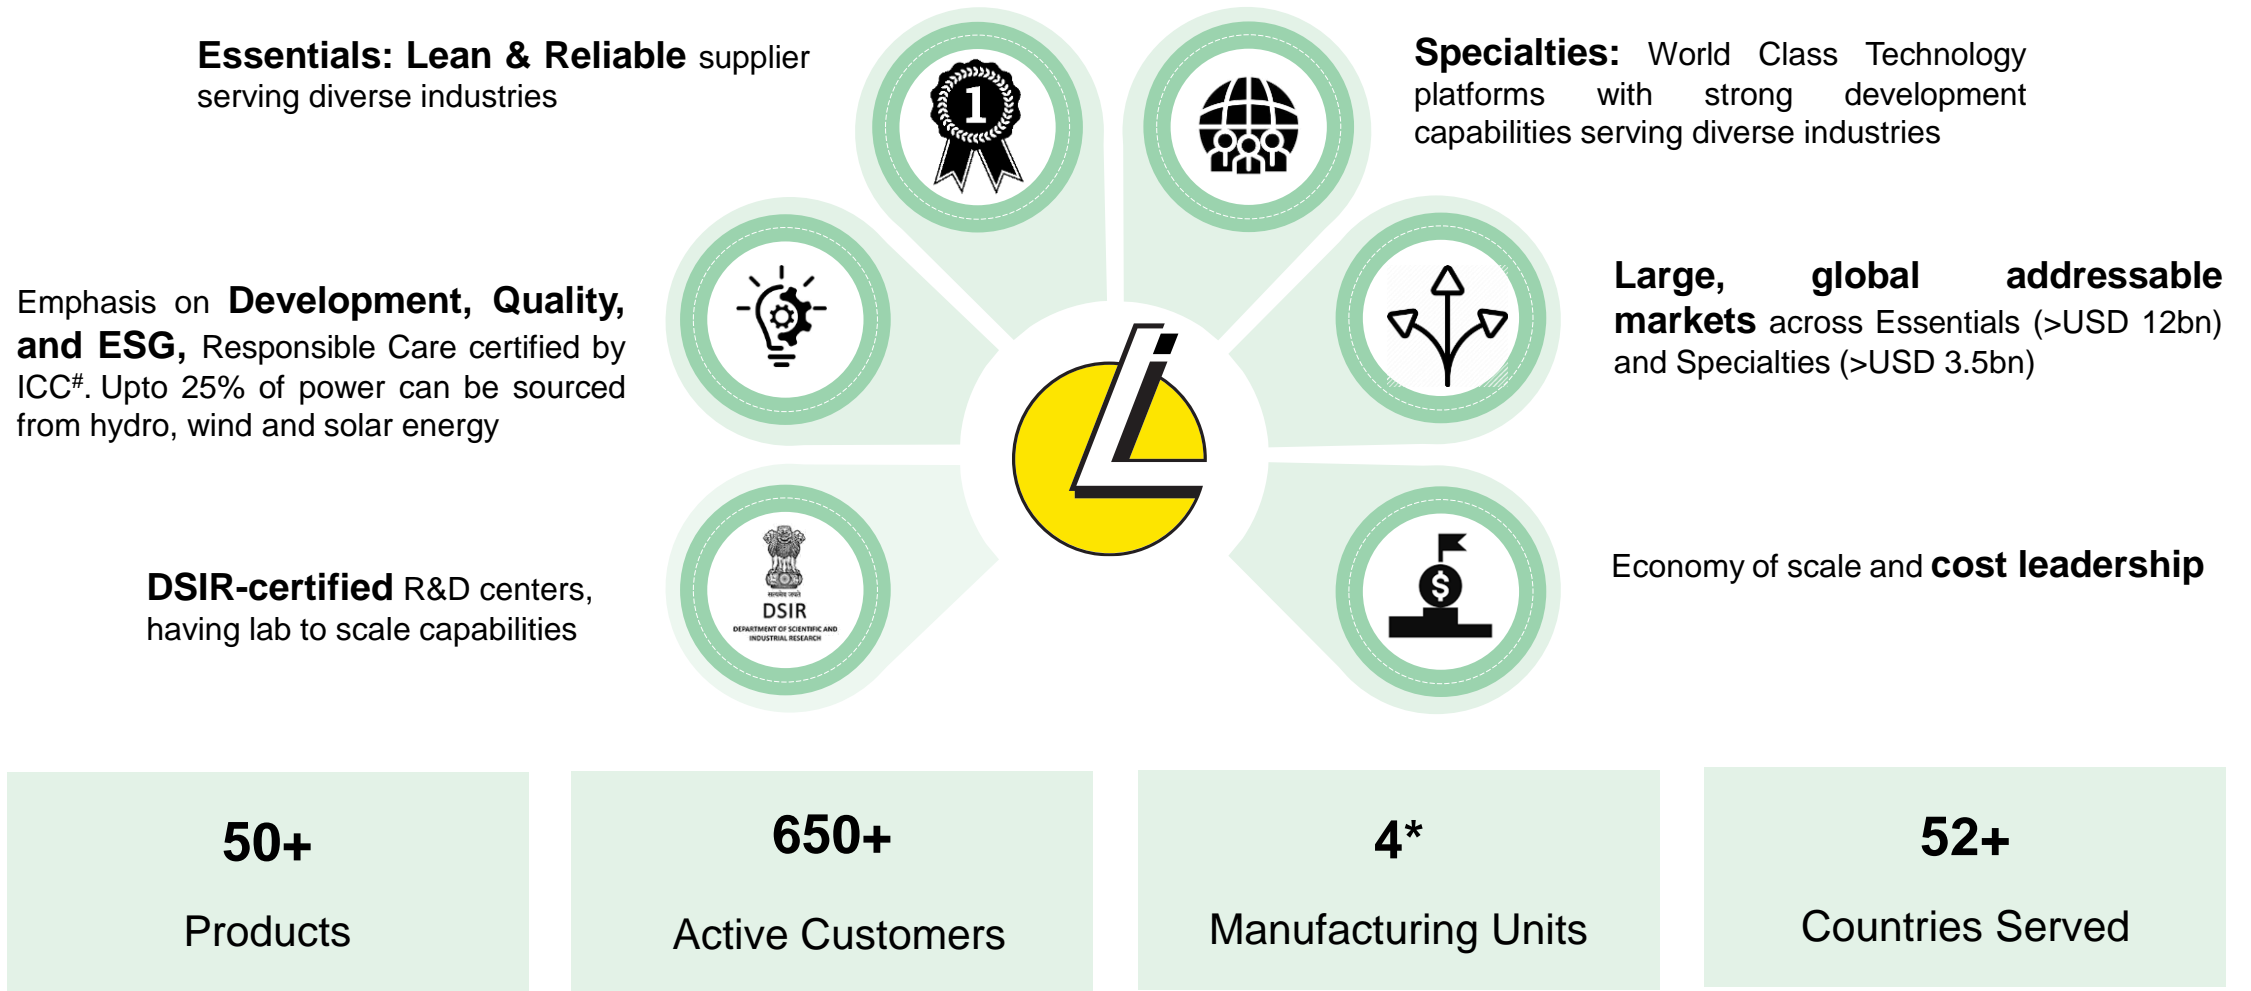 Essentials: Lean & Reliable supplier
serving diverse industries
1
Specialties: World Class Technology
platforms with strong development
capabilities serving diverse industries
Emphasis on Development, Quality,
and ESG, Responsible Care certified by
ICC#. Upto 25% of power can be sourced
from hydro, wind and solar energy
Large, global addressable
markets across Essentials (>USD 12bn)
and Specialties (>USD 3.5bn)
DSIR-certified R&D centers,
having lab to scale capabilities
सत्यमेव जयते
DSIR
DEPARTMENT OF SCIENTIFIC AND
INDUSTRIAL RESEARCH
$
Economy of scale and cost leadership
50+
Products
650+
Active Customers
4*
Manufacturing Units
52+
Countries Served